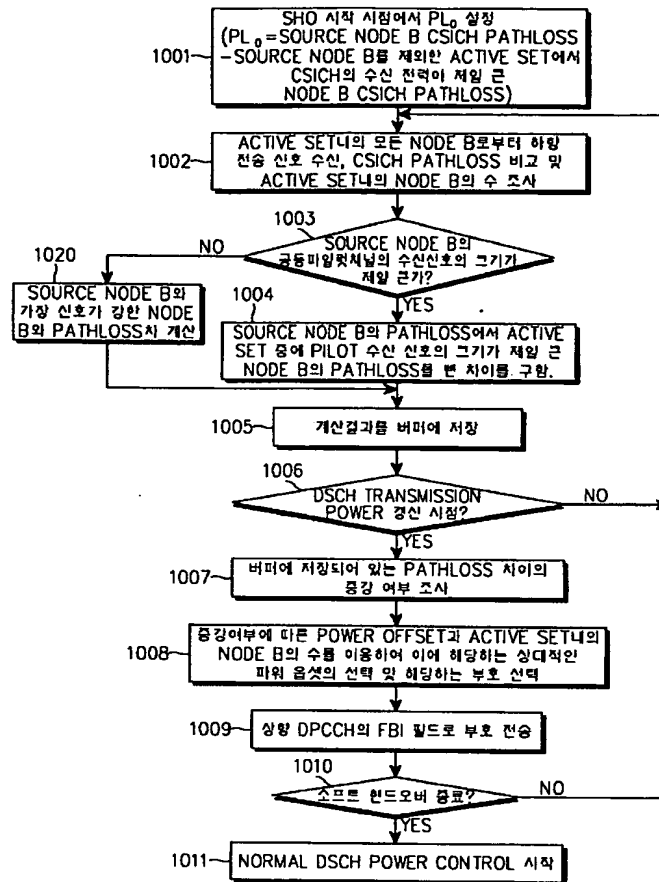 1001
SHO 시작 시점에서 PL₀ 설정
(PL₀=SOURCE NODE B CSICH PATHLOSS
-SOURCE NODE B를 제외한 ACTIVE SET에서
CSICH의 수신 전력이 제일 큰
NODE B CSICH PATHLOSS)
1002
ACTIVE SET내의 모든 NODE B로부터 하향
전송 신호 수신, CSICH PATHLOSS 비교 및
ACTIVE SET내의 NODE B의 수 조사
1003
SOURCE NODE B의
공통파일럿채널의 수신신호의 크기가
제일 큰가?
NO
YES
1020
SOURCE NODE B와
가장 신호가 강한 NODE
B와 PATHLOSS차 계산
1004
SOURCE NODE B의 PATHLOSS에서 ACTIVE
SET 중에 PILOT 수신 신호의 크기가 제일 큰
NODE B의 PATHLOSS를 뺀 차이를 구함.
1005
계산결과를 버퍼에 저장
1006
DSCH TRANSMISSION
POWER 갱신 시점?
NO
YES
1007
버퍼에 저장되어 있는 PATHLOSS 차이의
증감 여부 조사
1008
증감여부에 따른 POWER OFFSET과 ACTIVE SET내의
NODE B의 수를 이용하여 이에 해당하는 상대적인
파워 옵셋의 선택 및 해당하는 부호 선택
1009
상향 DPCCH의 FBI 필드로 부호 전송
1010
소프트 핸드오버 종료?
NO
YES
1011
NORMAL DSCH POWER CONTROL 시작